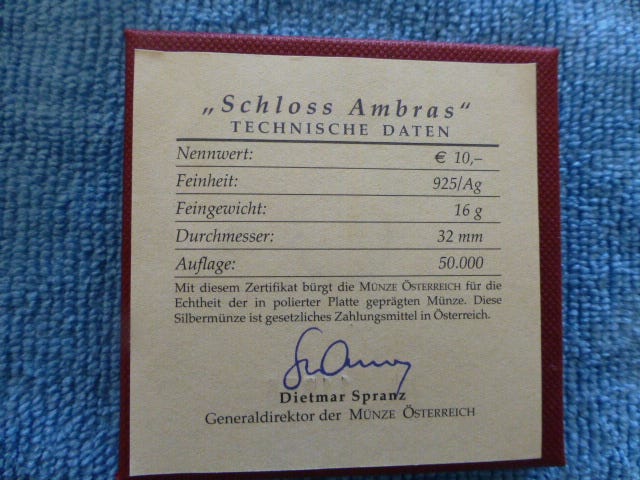 „Schloss Ambras“
TECHNISCHE DATEN
Nennwert: € 10,–
Feinheit: 925/Ag
Feingewicht: 16 g
Durchmesser: 32 mm
Auflage: 50.000
Mit diesem Zertifikat bürgt die MÜNZE ÖSTERREICH für die
Echtheit der in polierter Platte geprägten Münze. Diese
Silbermünze ist gesetzliches Zahlungsmittel in Österreich.
Dietmar Spranz
Generaldirektor der MÜNZE ÖSTERREICH